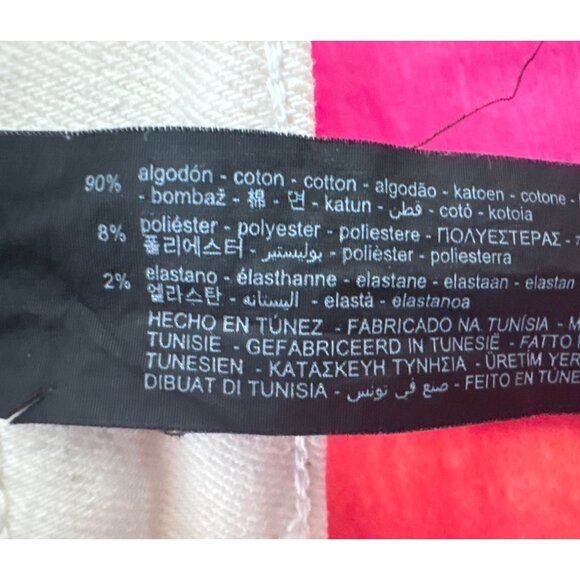 90% algodón - coton - cotton - algodão - katoen - cotone -
- bombaž - 棉 - 면 - katun - قطن - cotó - kotoia
8% poliéster - polyester - poliestere - ΠΟΛΥΕΣΤΕΡΑΣ -
폴리에스터 - بوليستير - polièster - poliesterra
2% elastano - élasthanne - elastane - elastaan - elastan
엘라스탄 - اليستانه - elastà - elastanoa
HECHO EN TÚNEZ - FABRICADO NA TUNÍSIA - M
TUNISIE - GEFABRICEERD IN TUNESIË - FATTO
TUNESIEN - ΚΑΤΑΣΚΕΥΗ ΤΥΝΗΣΙΑ - ÜRETİM YER
DIBUAT DI TUNISIA - صنع في تونس - FEITO EN TÚNE